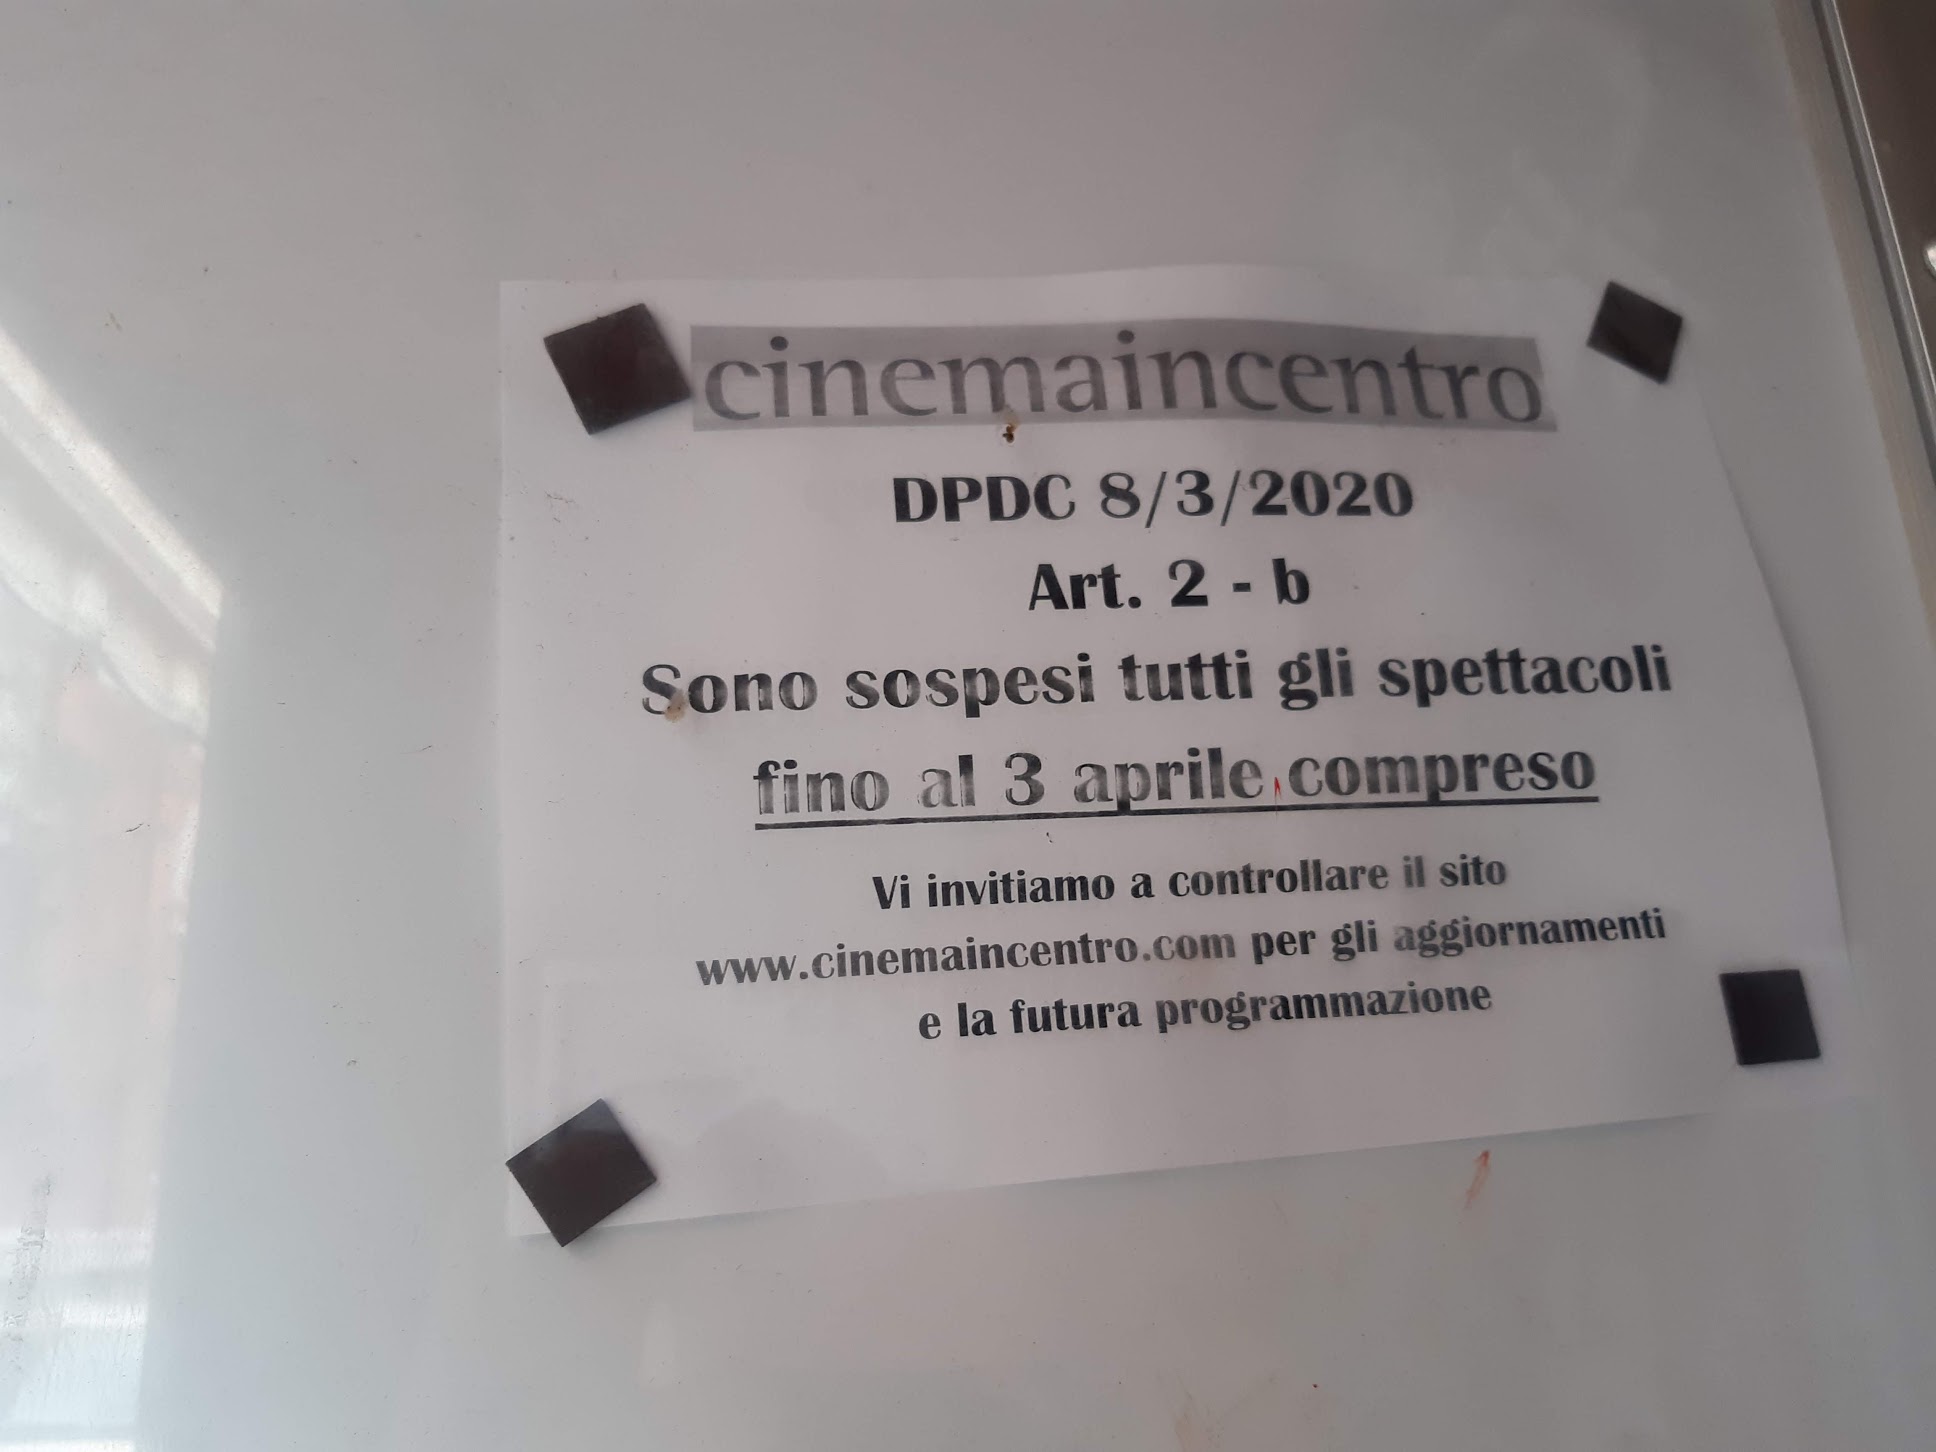 cinemaincentro
DPDC 8/3/2020
Art. 2 - b
Sono sospesi tutti gli spettacoli
fino al 3 aprile compreso
Vi invitiamo a controllare il sito
www.cinemaincentro.com per gli aggiornamenti
e la futura programmazione